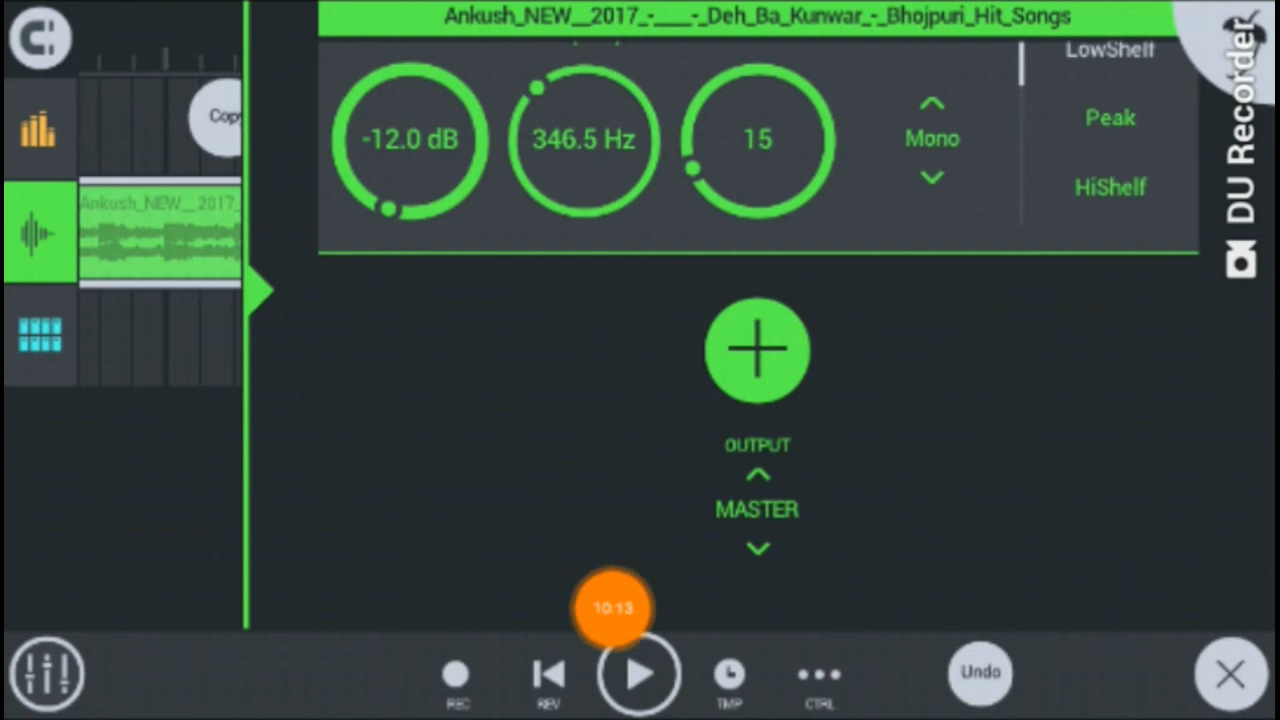 Ankush_NEW__2017_-____-_Deh_Ba_Kunwar_-_Bhojpuri_Hit_Songs
LowShelf
-12.0 dB
346.5 Hz
15
Mono
Peak
HiShelf
DU Recorder
Copy
Ankush_NEW__2017_
OUTPUT
MASTER
10:13
REC
REV
TMP
CTRL
Undo